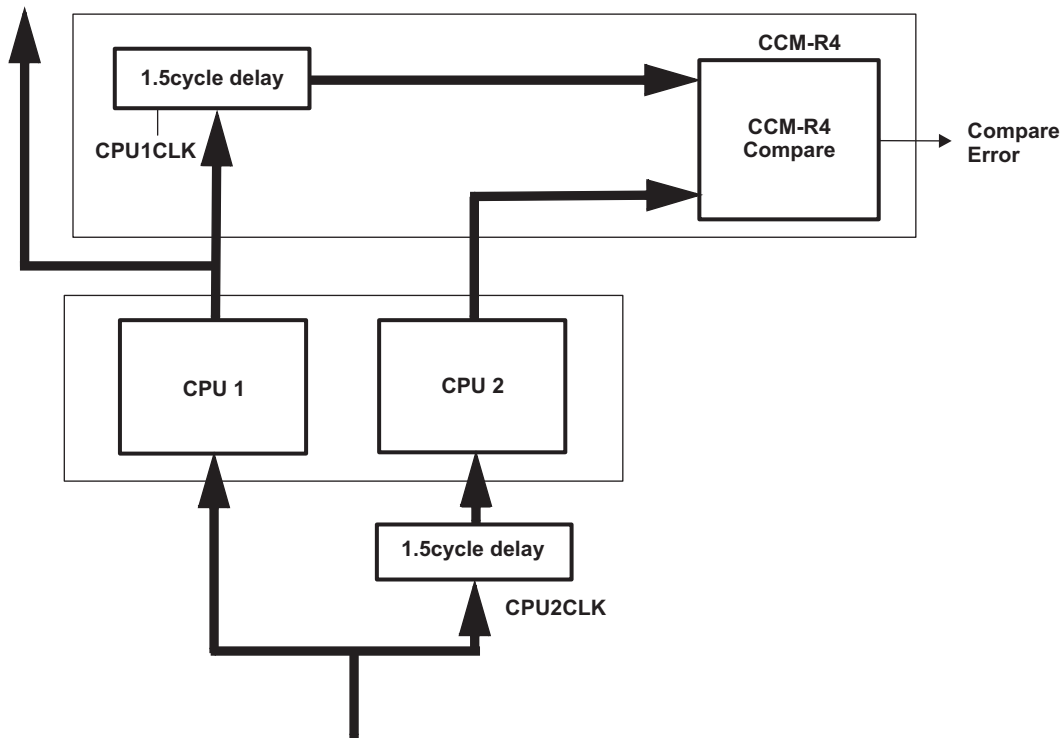 CCM-R4
1.5cycle delay
CPU1CLK
CCM-R4
Compare
Compare
Error
CPU 1
CPU 2
1.5cycle delay
CPU2CLK